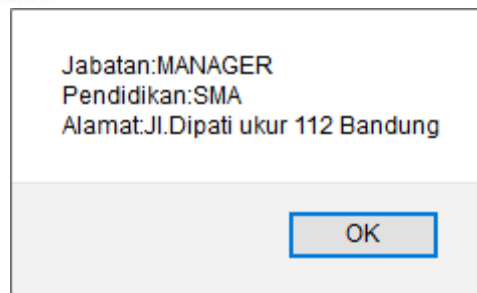 Jabatan:MANAGER
Pendidikan:SMA
Alamat:Jl.Dipati ukur 112 Bandung
OK